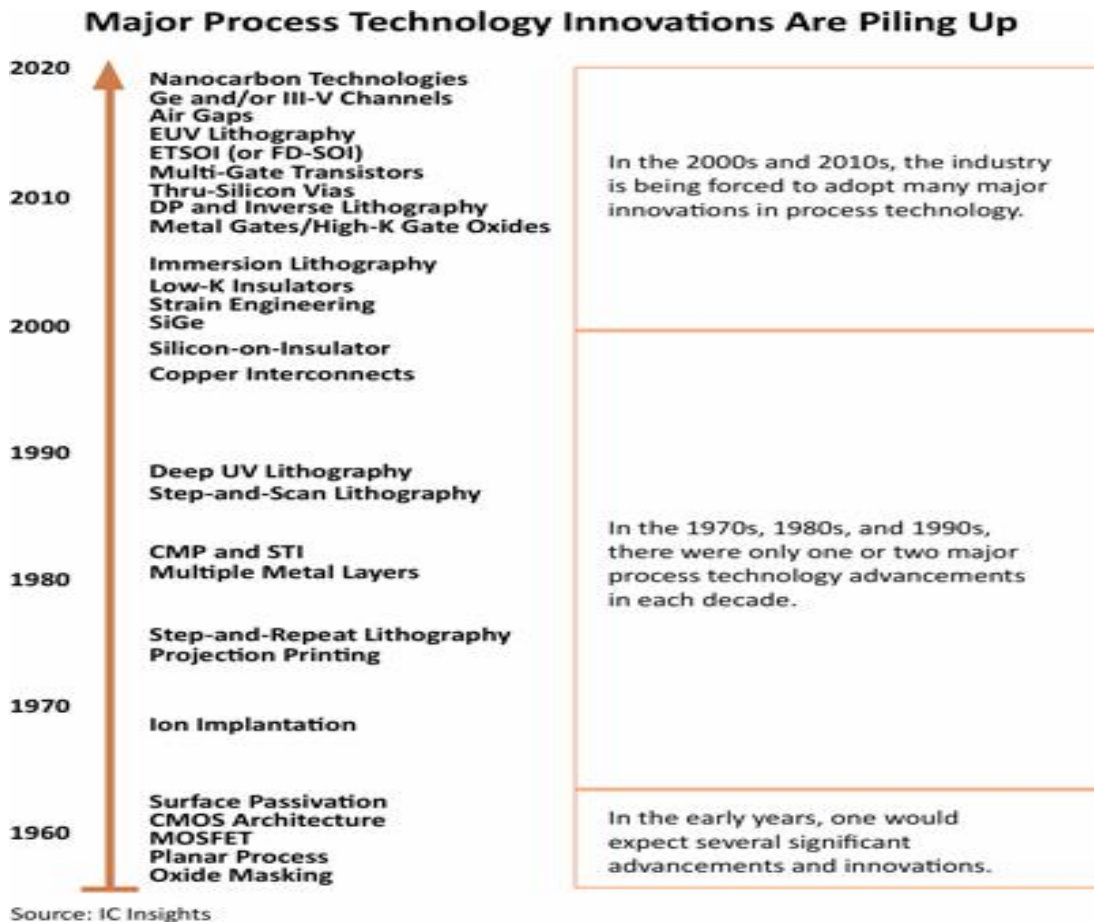 Major Process Technology Innovations Are Piling Up
2020
Nanocarbon Technologies
Ge and/or III-V Channels
Air Gaps
EUV Lithography
ETSOI (or FD-SOI)
Multi-Gate Transistors
Thru-Silicon Vias
2010
DP and Inverse Lithography
Metal Gates/High-K Gate Oxides
Immersion Lithography
Low-K Insulators
Strain Engineering
SiGe
2000
Silicon-on-Insulator
Copper Interconnects
1990
Deep UV Lithography
Step-and-Scan Lithography
CMP and STI
Multiple Metal Layers
1980
Step-and-Repeat Lithography
Projection Printing
1970
Ion Implantation
Surface Passivation
CMOS Architecture
1960
MOSFET
Planar Process
Oxide Masking
In the 2000s and 2010s, the industry
is being forced to adopt many major
innovations in process technology.
In the 1970s, 1980s, and 1990s,
there were only one or two major
process technology advancements
in each decade.
In the early years, one would
expect several significant
advancements and innovations.
Source: IC Insights